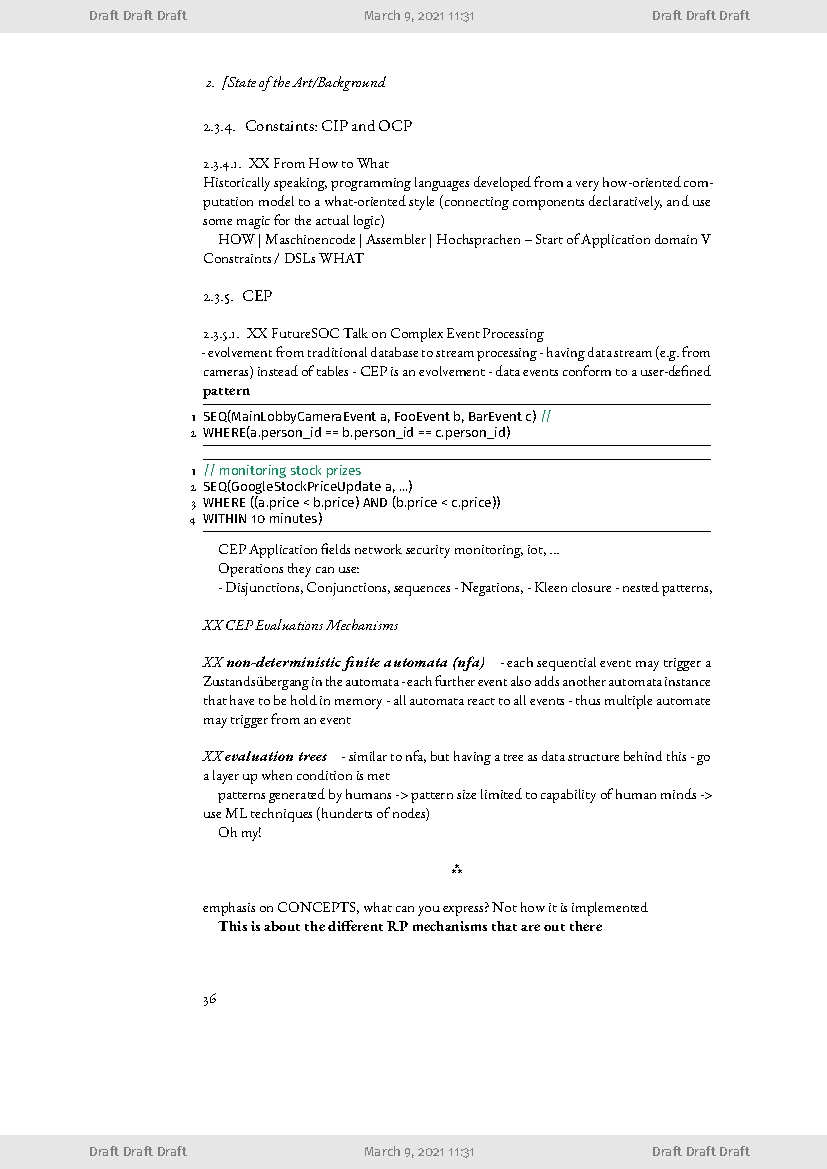 Draft Draft Draft March 9, 2021 11:31 Draft Draft Draft
2. [State of the Art/Background
2.3.4. Constaints: CIP and OCP
2.3.4.1. XX From How to What
Historically speaking, programming languages developed from a very how-oriented com-
putation model to a what-oriented style (connecting components declaratively, and use
some magic for the actual logic)
HOW | Maschinencode | Assembler | Hochsprachen – Start of Application domain V
Constraints / DSLs WHAT
2.3.5. CEP
2.3.5.1. XX FutureSOC Talk on Complex Event Processing
- evolvement from traditional database to stream processing - having data stream (e.g. from
cameras) instead of tables - CEP is an evolvement - data events conform to a user-defined
pattern
1 SEQ(MainLobbyCameraEvent a, FooEvent b, BarEvent c) //
2 WHERE(a.person_id == b.person_id == c.person_id)
1 // monitoring stock prizes
2 SEQ(GoogleStockPriceUpdate a, ...)
3 WHERE ((a.price < b.price) AND (b.price < c.price))
4 WITHIN 10 minutes)
CEP Application fields network security monitoring, iot, ...
Operations they can use:
- Disjunctions, Conjunctions, sequences - Negations, - Kleen closure - nested patterns,
XX CEP Evaluations Mechanisms
XX non-deterministic finite automata (nfa) - each sequential event may trigger a
Zustandsübergang in the automata - each further event also adds another automata instance
that have to be hold in memory - all automata react to all events - thus multiple automate
may trigger from an event
XX evaluation trees - similar to nfa, but having a tree as data structure behind this - go
a layer up when condition is met
patterns generated by humans -> pattern size limited to capability of human minds ->
use ML techniques (hunderts of nodes)
Oh my!
⁂
emphasis on CONCEPTS, what can you express? Not how it is implemented
This is about the different RP mechanisms that are out there
36
Draft Draft Draft March 9, 2021 11:31 Draft Draft Draft